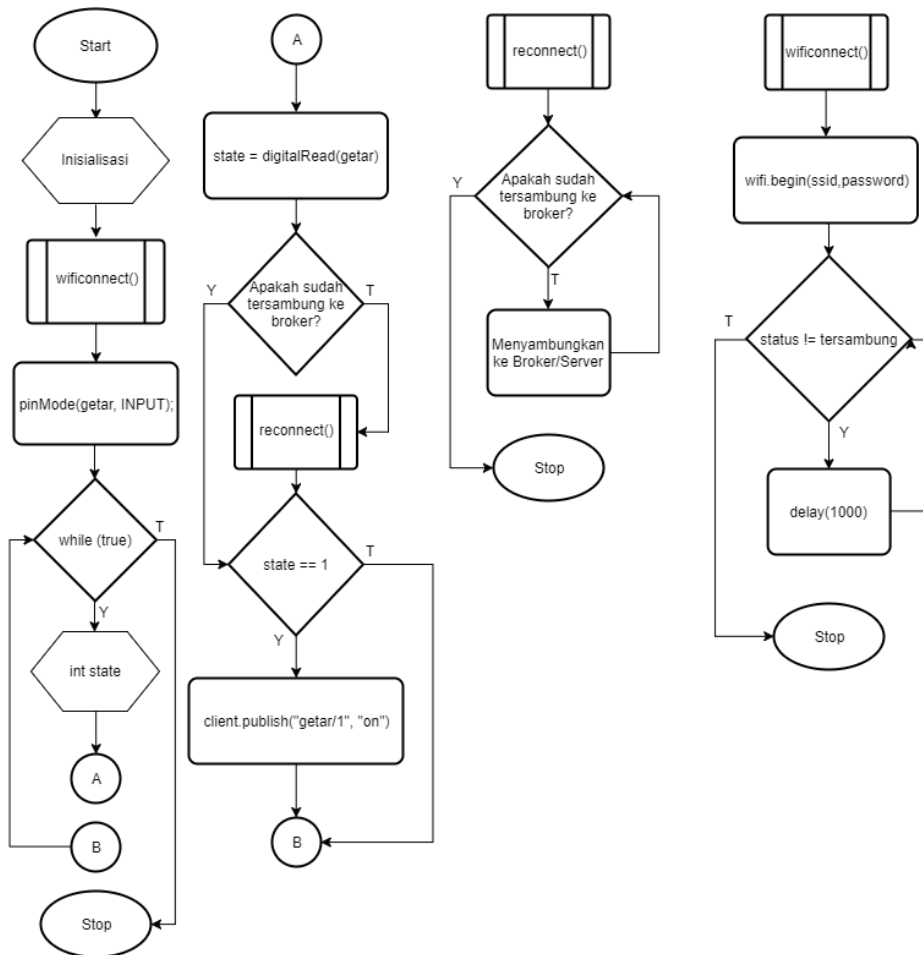 Start
Inisialisasi
wificonnect()
pinMode(getar, INPUT);
while (true)
T
Y
int state
A
B
Stop
A
state = digitalRead(getar)
Apakah sudah
tersambung ke
broker?
Y
T
reconnect()
state == 1
T
Y
client.publish("getar/1", "on")
B
reconnect()
Apakah sudah
tersambung ke
broker?
Y
T
Menyambungkan
ke Broker/Server
Stop
wificonnect()
wifi.begin(ssid,password)
status != tersambung
T
Y
delay(1000)
Stop